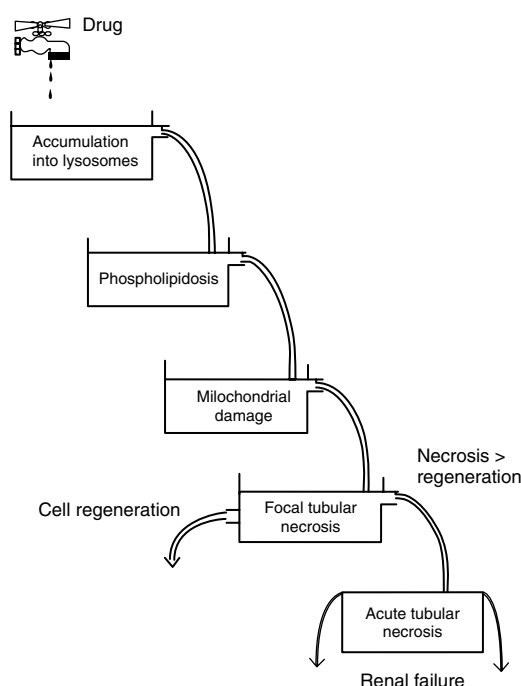 Drug
Accumulation
into lysosomes
Phospholipidosis
Milochondrial
damage
Necrosis >
regeneration
Focal tubular
necrosis
Cell regeneration
Acute tubular
necrosis
Renal failure